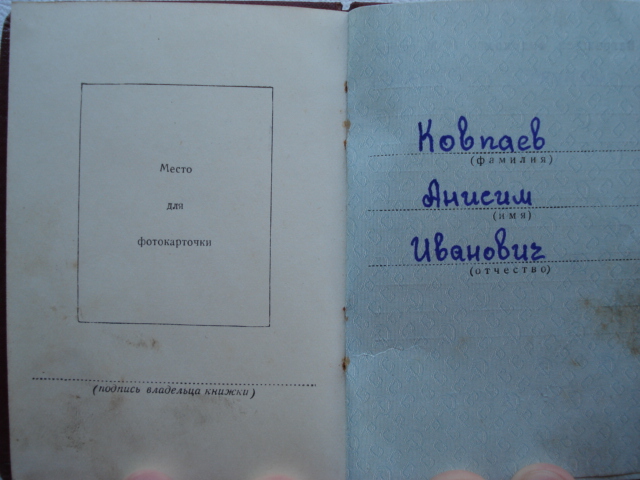 Место
для
фотокарточки
(подпись владельца книжки)
Ковпаев
(фамилия)
Анисим
(имя)
Иванович
(отчество)